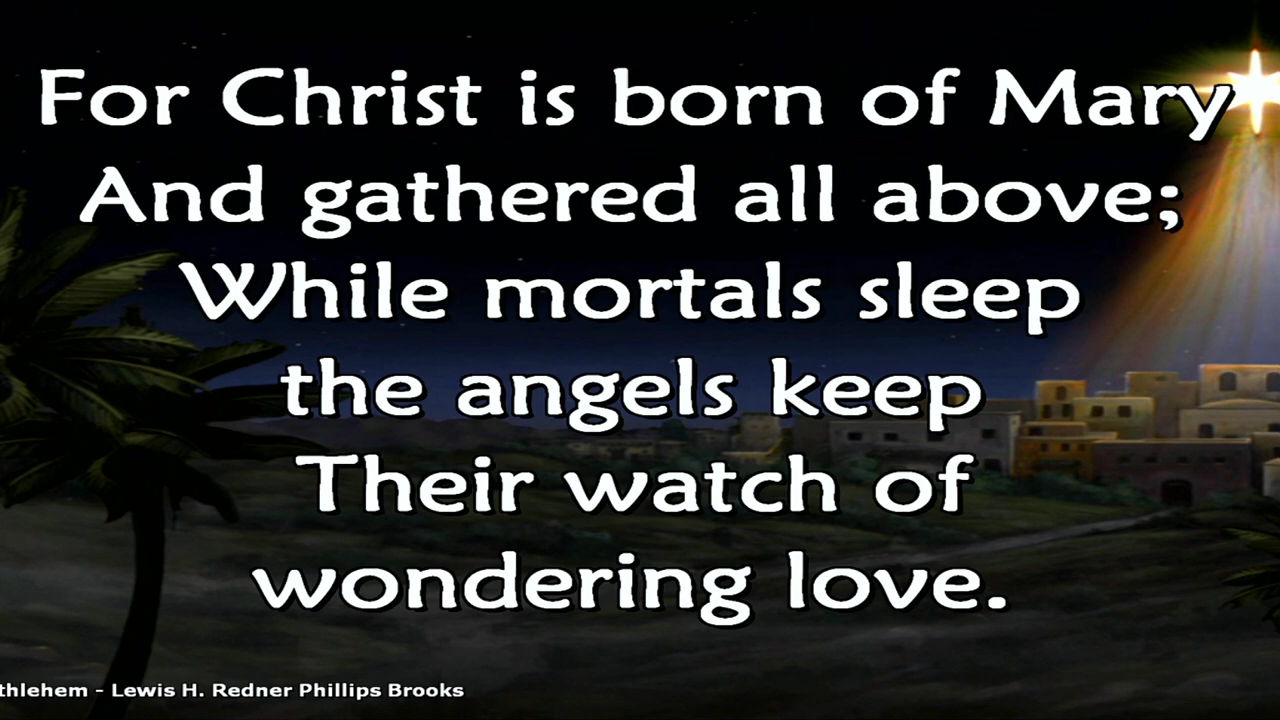 For Christ is born of Mary
And gathered all above;
While mortals sleep
the angels keep
Their watch of
wondering love.
thlehem - Lewis H. Redner Phillips Brooks